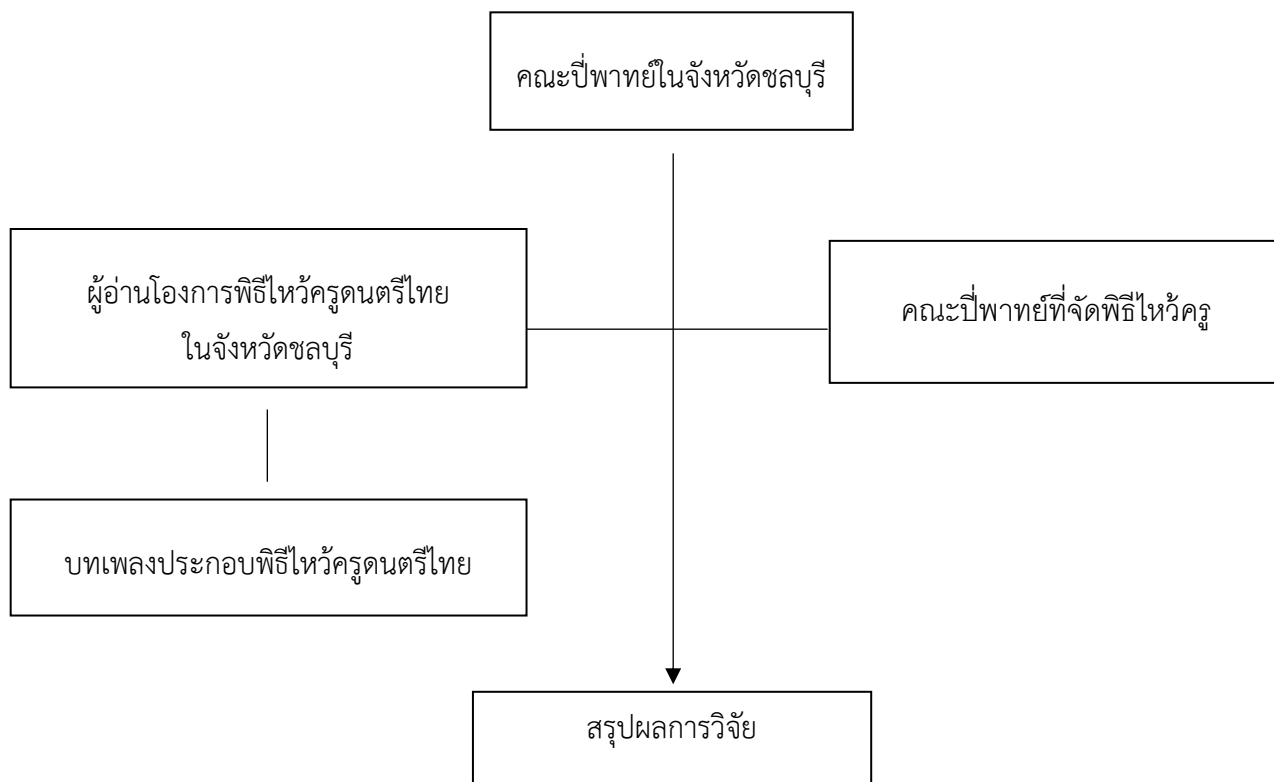 คณะปี่พาทย์ในจังหวัดชลบุรี
ผู้อ่านโองการพิธีไหว้ครูดนตรีไทย
ในจังหวัดชลบุรี
คณะปี่พาทย์ที่จัดพิธีไหว้ครู
บทเพลงประกอบพิธีไหว้ครูดนตรีไทย
สรุปผลการวิจัย